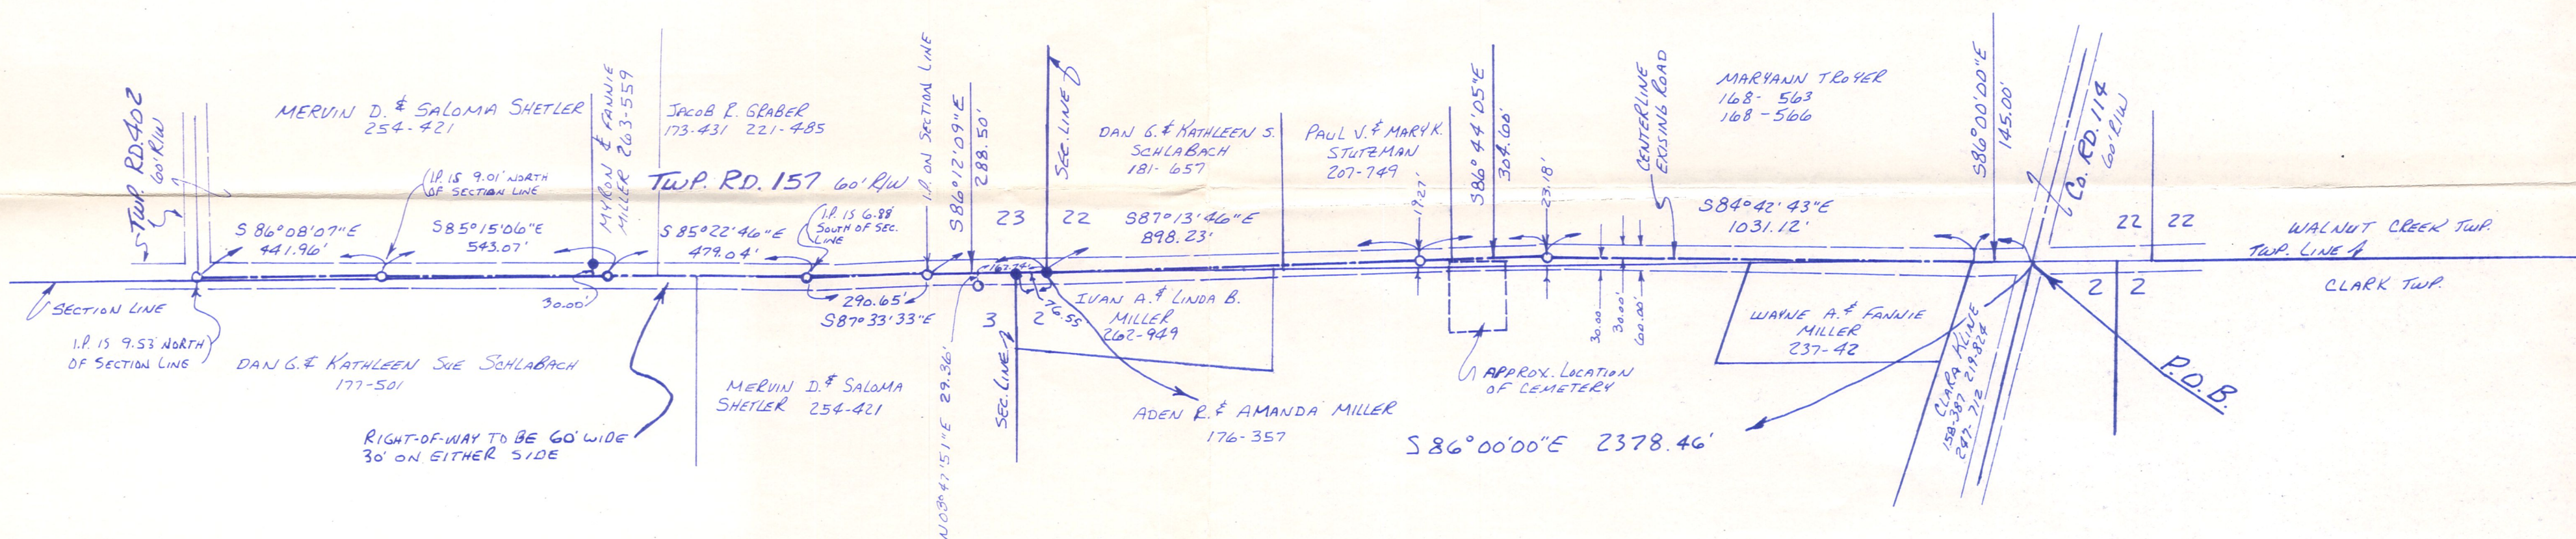 TWP. RD. 402
60' R/W
MERVIN D. & SALOMA SHETLER
254-421
MYRON & FANNIE
MILLER 263-559
JACOB R. GRABER
173-431 221-485
I.P. ON SECTION LINE
S86°12'09"E
288.50'
SEC. LINE
DAN G. & KATHLEEN S.
SCHLABACH
181-657
PAUL V. & MARY K.
STUTZMAN
207-749
S86°44'05"E
304.60'
CENTERLINE
EXISTING ROAD
MARYANN TROYER
168-563
168-566
S86°00'00"E
145.00'
CO. RD. 114
60' R/W
I.P. IS 9.01' NORTH
OF SECTION LINE
TWP. RD. 157 60' R/W
S 86°08'07"E
441.96'
S85°15'06"E
543.07'
S 85°22'46"E
479.04'
I.P. IS 6.88'
SOUTH OF SEC.
LINE
23
22
S87°13'46"E
898.23'
19.27'
23.18'
S84°42'43"E
1031.12'
22
22
WALNUT CREEK TWP.
TWP. LINE
CLARK TWP.
2
2
SECTION LINE
30.00'
290.65'
S87°33'33"E
3
2
76.55'
IVAN A. & LINDA B.
MILLER
262-949
30.00'
30.00'
60.00'
WAYNE A. & FANNIE
MILLER
237-42
CLARA KLINE
158-387 219-824
247-712
P.O.B.
I.P. IS 9.53' NORTH
OF SECTION LINE
DAN G. & KATHLEEN SUE SCHLABACH
177-501
MERVIN D. & SALOMA
SHETLER 254-421
N03°47'51"E 29.36'
SEC. LINE
APPROX. LOCATION
OF CEMETERY
ADEN R. & AMANDA MILLER
176-357
RIGHT-OF-WAY TO BE 60' WIDE
30' ON EITHER SIDE
S86°00'00"E 2378.46'